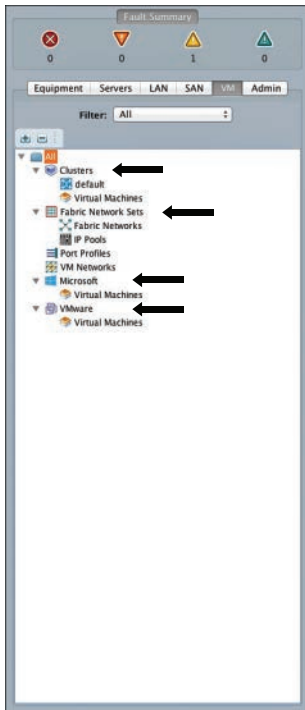 Fault Summary
0 0 1 0
Equipment Servers LAN SAN VM Admin
Filter: All
All
Clusters
default
Virtual Machines
Fabric Network Sets
Fabric Networks
IP Pools
Port Profiles
VM Networks
Microsoft
Virtual Machines
VMware
Virtual Machines